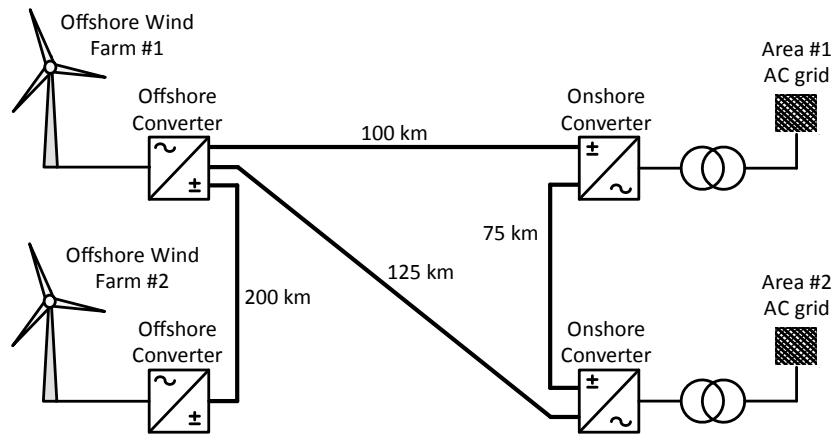 Offshore Wind
Farm #1
Offshore
Converter
100 km
Onshore
Converter
Area #1
AC grid
~
±
±
~
75 km
125 km
200 km
Offshore Wind
Farm #2
Offshore
Converter
Onshore
Converter
Area #2
AC grid
~
±
±
~